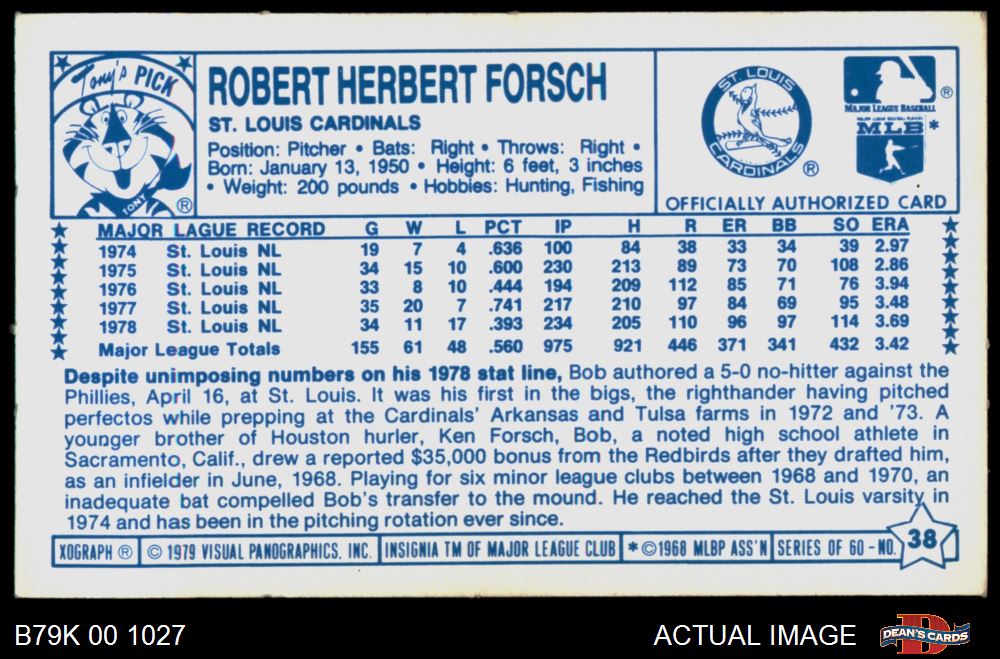 Tony's PICK
TONY ®
ROBERT HERBERT FORSCH
ST. LOUIS CARDINALS
Position: Pitcher • Bats: Right • Throws: Right •
Born: January 13, 1950 • Height: 6 feet, 3 inches
• Weight: 200 pounds • Hobbies: Hunting, Fishing
ST. LOUIS
CARDINALS ®
®
MAJOR LEAGUE BASEBALL
MAJOR LEAGUE BASEBALL PLAYERS
MLB *
OFFICIALLY AUTHORIZED CARD
MAJOR LAGUE RECORD G W L PCT IP H R ER BB SO ERA
1974 St. Louis NL 19 7 4 .636 100 84 38 33 34 39 2.97
1975 St. Louis NL 34 15 10 .600 230 213 89 73 70 108 2.86
1976 St. Louis NL 33 8 10 .444 194 209 112 85 71 76 3.94
1977 St. Louis NL 35 20 7 .741 217 210 97 84 69 95 3.48
1978 St. Louis NL 34 11 17 .393 234 205 110 96 97 114 3.69
Major League Totals 155 61 48 .560 975 921 446 371 341 432 3.42
Despite unimposing numbers on his 1978 stat line, Bob authored a 5-0 no-hitter against the
Phillies, April 16, at St. Louis. It was his first in the bigs, the righthander having pitched
perfectos while prepping at the Cardinals' Arkansas and Tulsa farms in 1972 and '73. A
younger brother of Houston hurler, Ken Forsch, Bob, a noted high school athlete in
Sacramento, Calif., drew a reported $35,000 bonus from the Redbirds after they drafted him,
as an infielder in June, 1968. Playing for six minor league clubs between 1968 and 1970, an
inadequate bat compelled Bob's transfer to the mound. He reached the St. Louis varsity in
1974 and has been in the pitching rotation ever since.
XOGRAPH ® © 1979 VISUAL PANOGRAPHICS, INC. INSIGNIA TM OF MAJOR LEAGUE CLUB * ©1968 MLBP ASS'N SERIES OF 60 - NO. 38
B79K 00 1027
ACTUAL IMAGE
DEAN'S CARDS